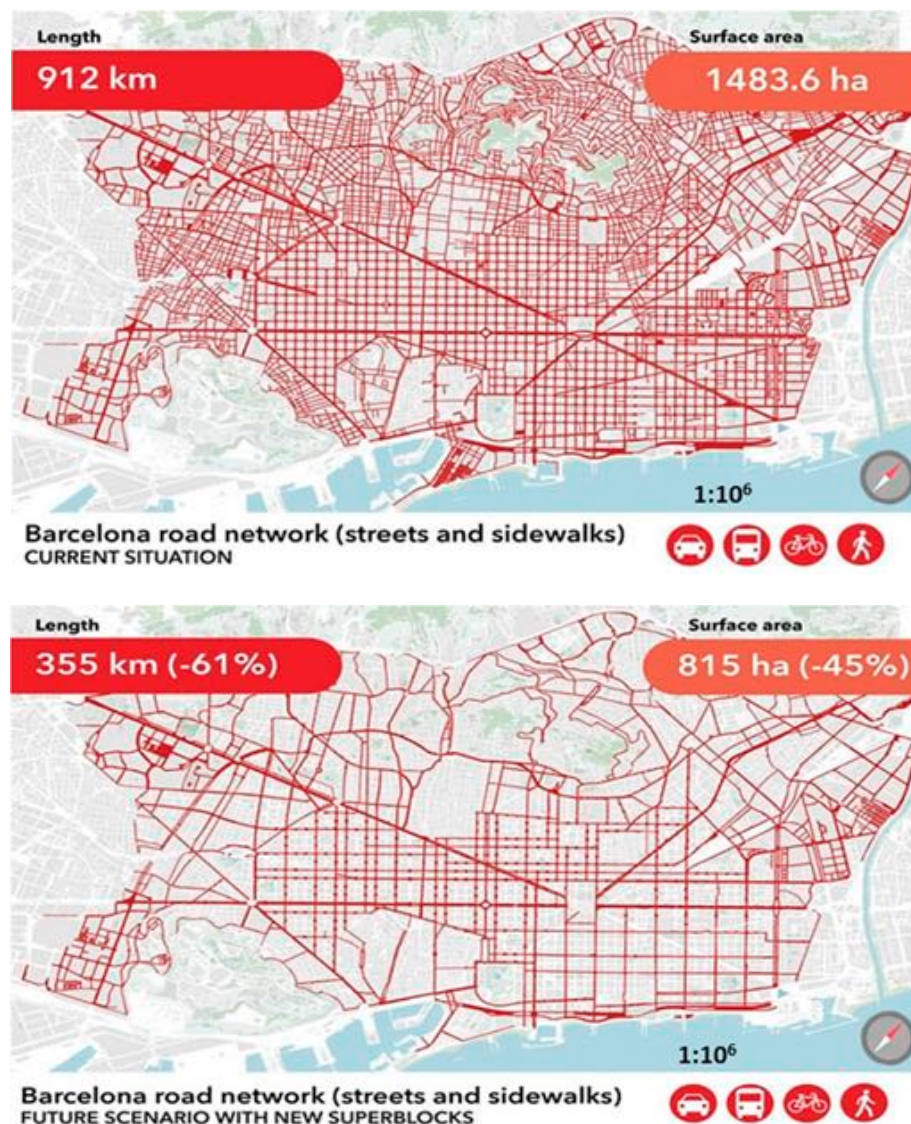 Length
Surface area
912 km
1483.6 ha
1:10⁶
Barcelona road network (streets and sidewalks)
CURRENT SITUATION
Length
Surface area
355 km (-61%)
815 ha (-45%)
1:10⁶
Barcelona road network (streets and sidewalks)
FUTURE SCENARIO WITH NEW SUPERBLOCKS